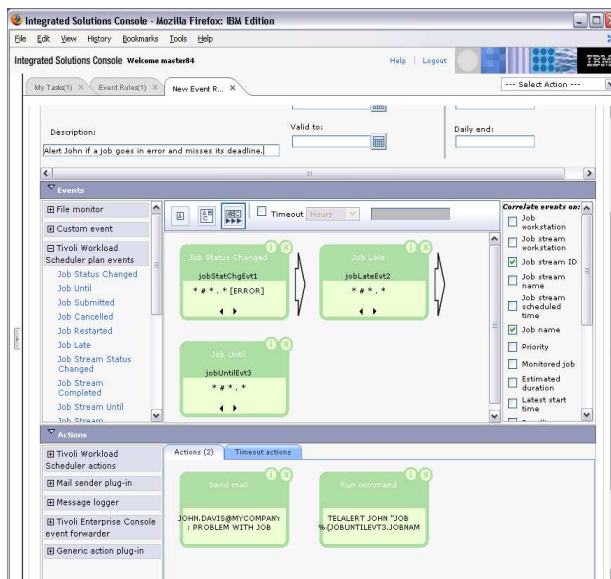 Integrated Solutions Console - Mozilla Firefox: IBM Edition
File Edit View History Bookmarks Tools Help
Integrated Solutions Console Welcome master84
Help Logout
IBM
My Tasks(1) X
Event Rules(1) X
New Event R... X
--- Select Action ---
Description:
Valid to:
Daily end:
Alert John if a job goes in error and misses its deadline.
Events
File monitor
Custom event
Tivoli Workload
Scheduler plan events
Job Status Changed
Job Until
Job Submitted
Job Cancelled
Job Restarted
Job Late
Job Stream Status
Changed
Job Stream
Completed
Job Stream Until
Job Stream
Timeout Hours
Job Status Changed
jobStatChgEvt1
* # * . * [ERROR]
Job Late
jobLateEvt2
* # * . *
Job Until
jobUntilEvt3
* # * . *
Correlate events on:
Job
workstation
Job stream
workstation
Job stream ID
Job stream
name
Job stream
scheduled
time
Job name
Priority
Monitored job
Estimated
duration
Latest start
time
Actions
Tivoli Workload
Scheduler actions
Mail sender plug-in
Message logger
Tivoli Enterprise Console
event forwarder
Generic action plug-in
Actions (2)
Timeout actions
Send mail
JOHN.DAVIS@MYCOMPANY
: PROBLEM WITH JOB
Run command
TELALERT JOHN "JOB
%{JOBUNTILEVT3.JOBNAM